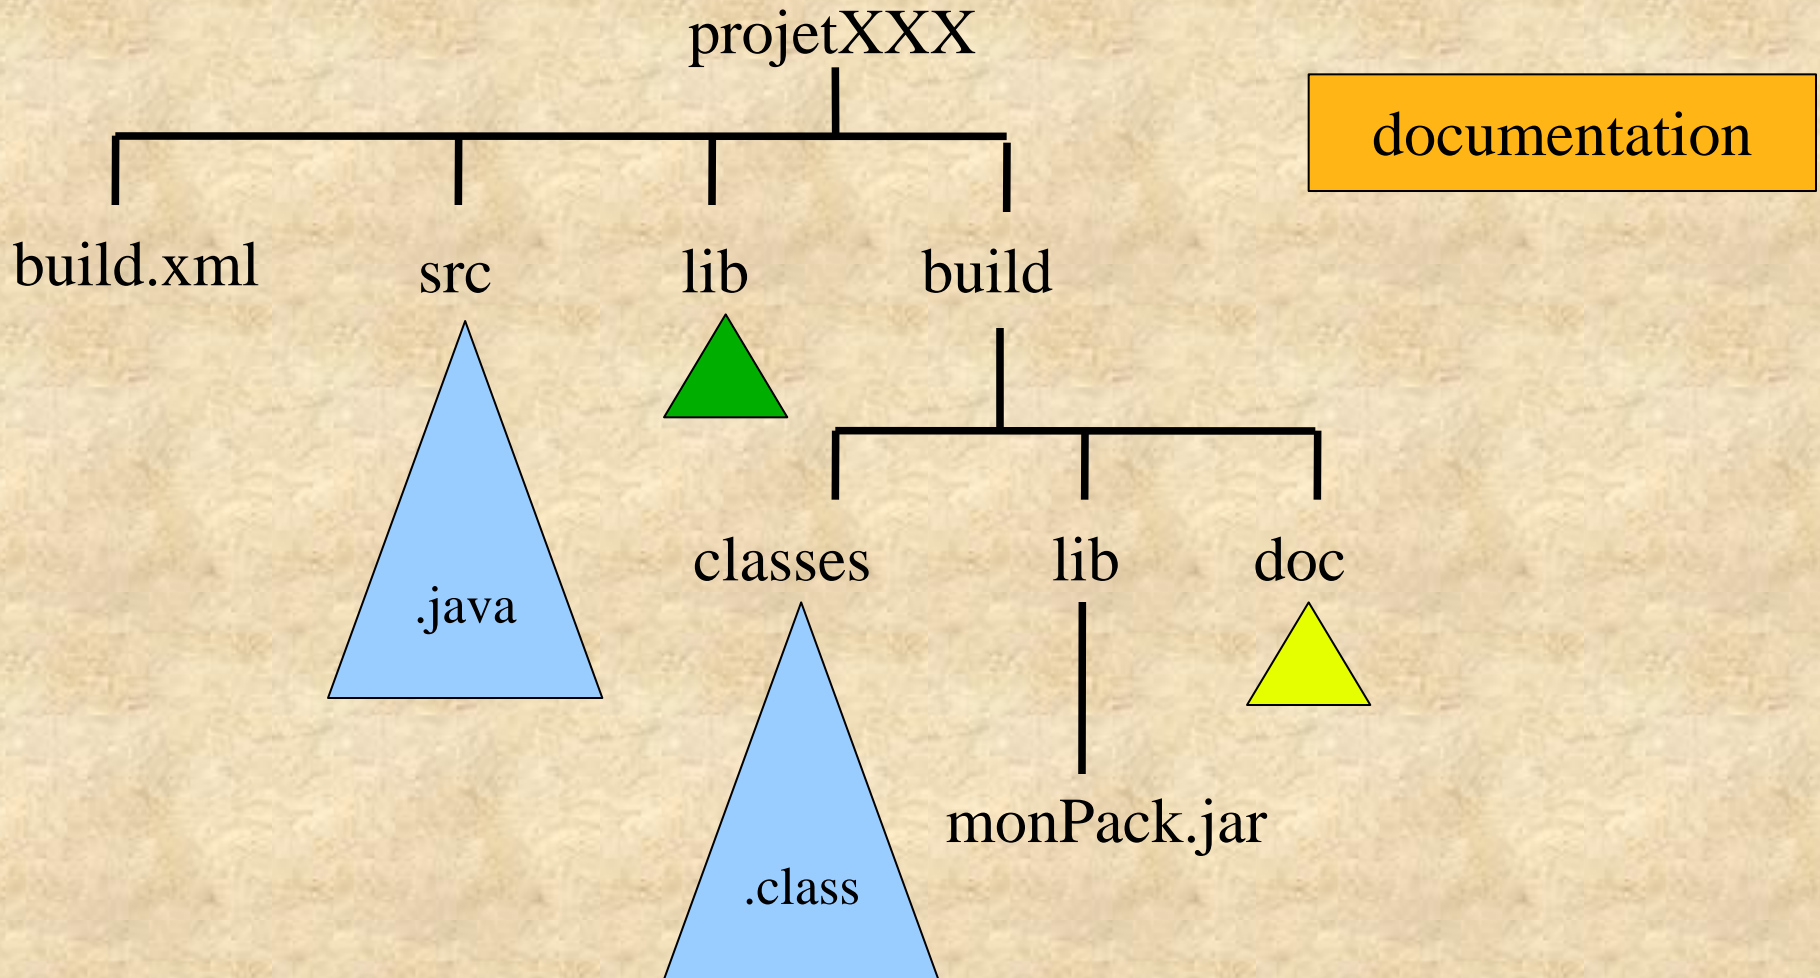 projetXXX
documentation
build.xml
src
lib
build
.java
classes
lib
doc
monPack.jar
.class